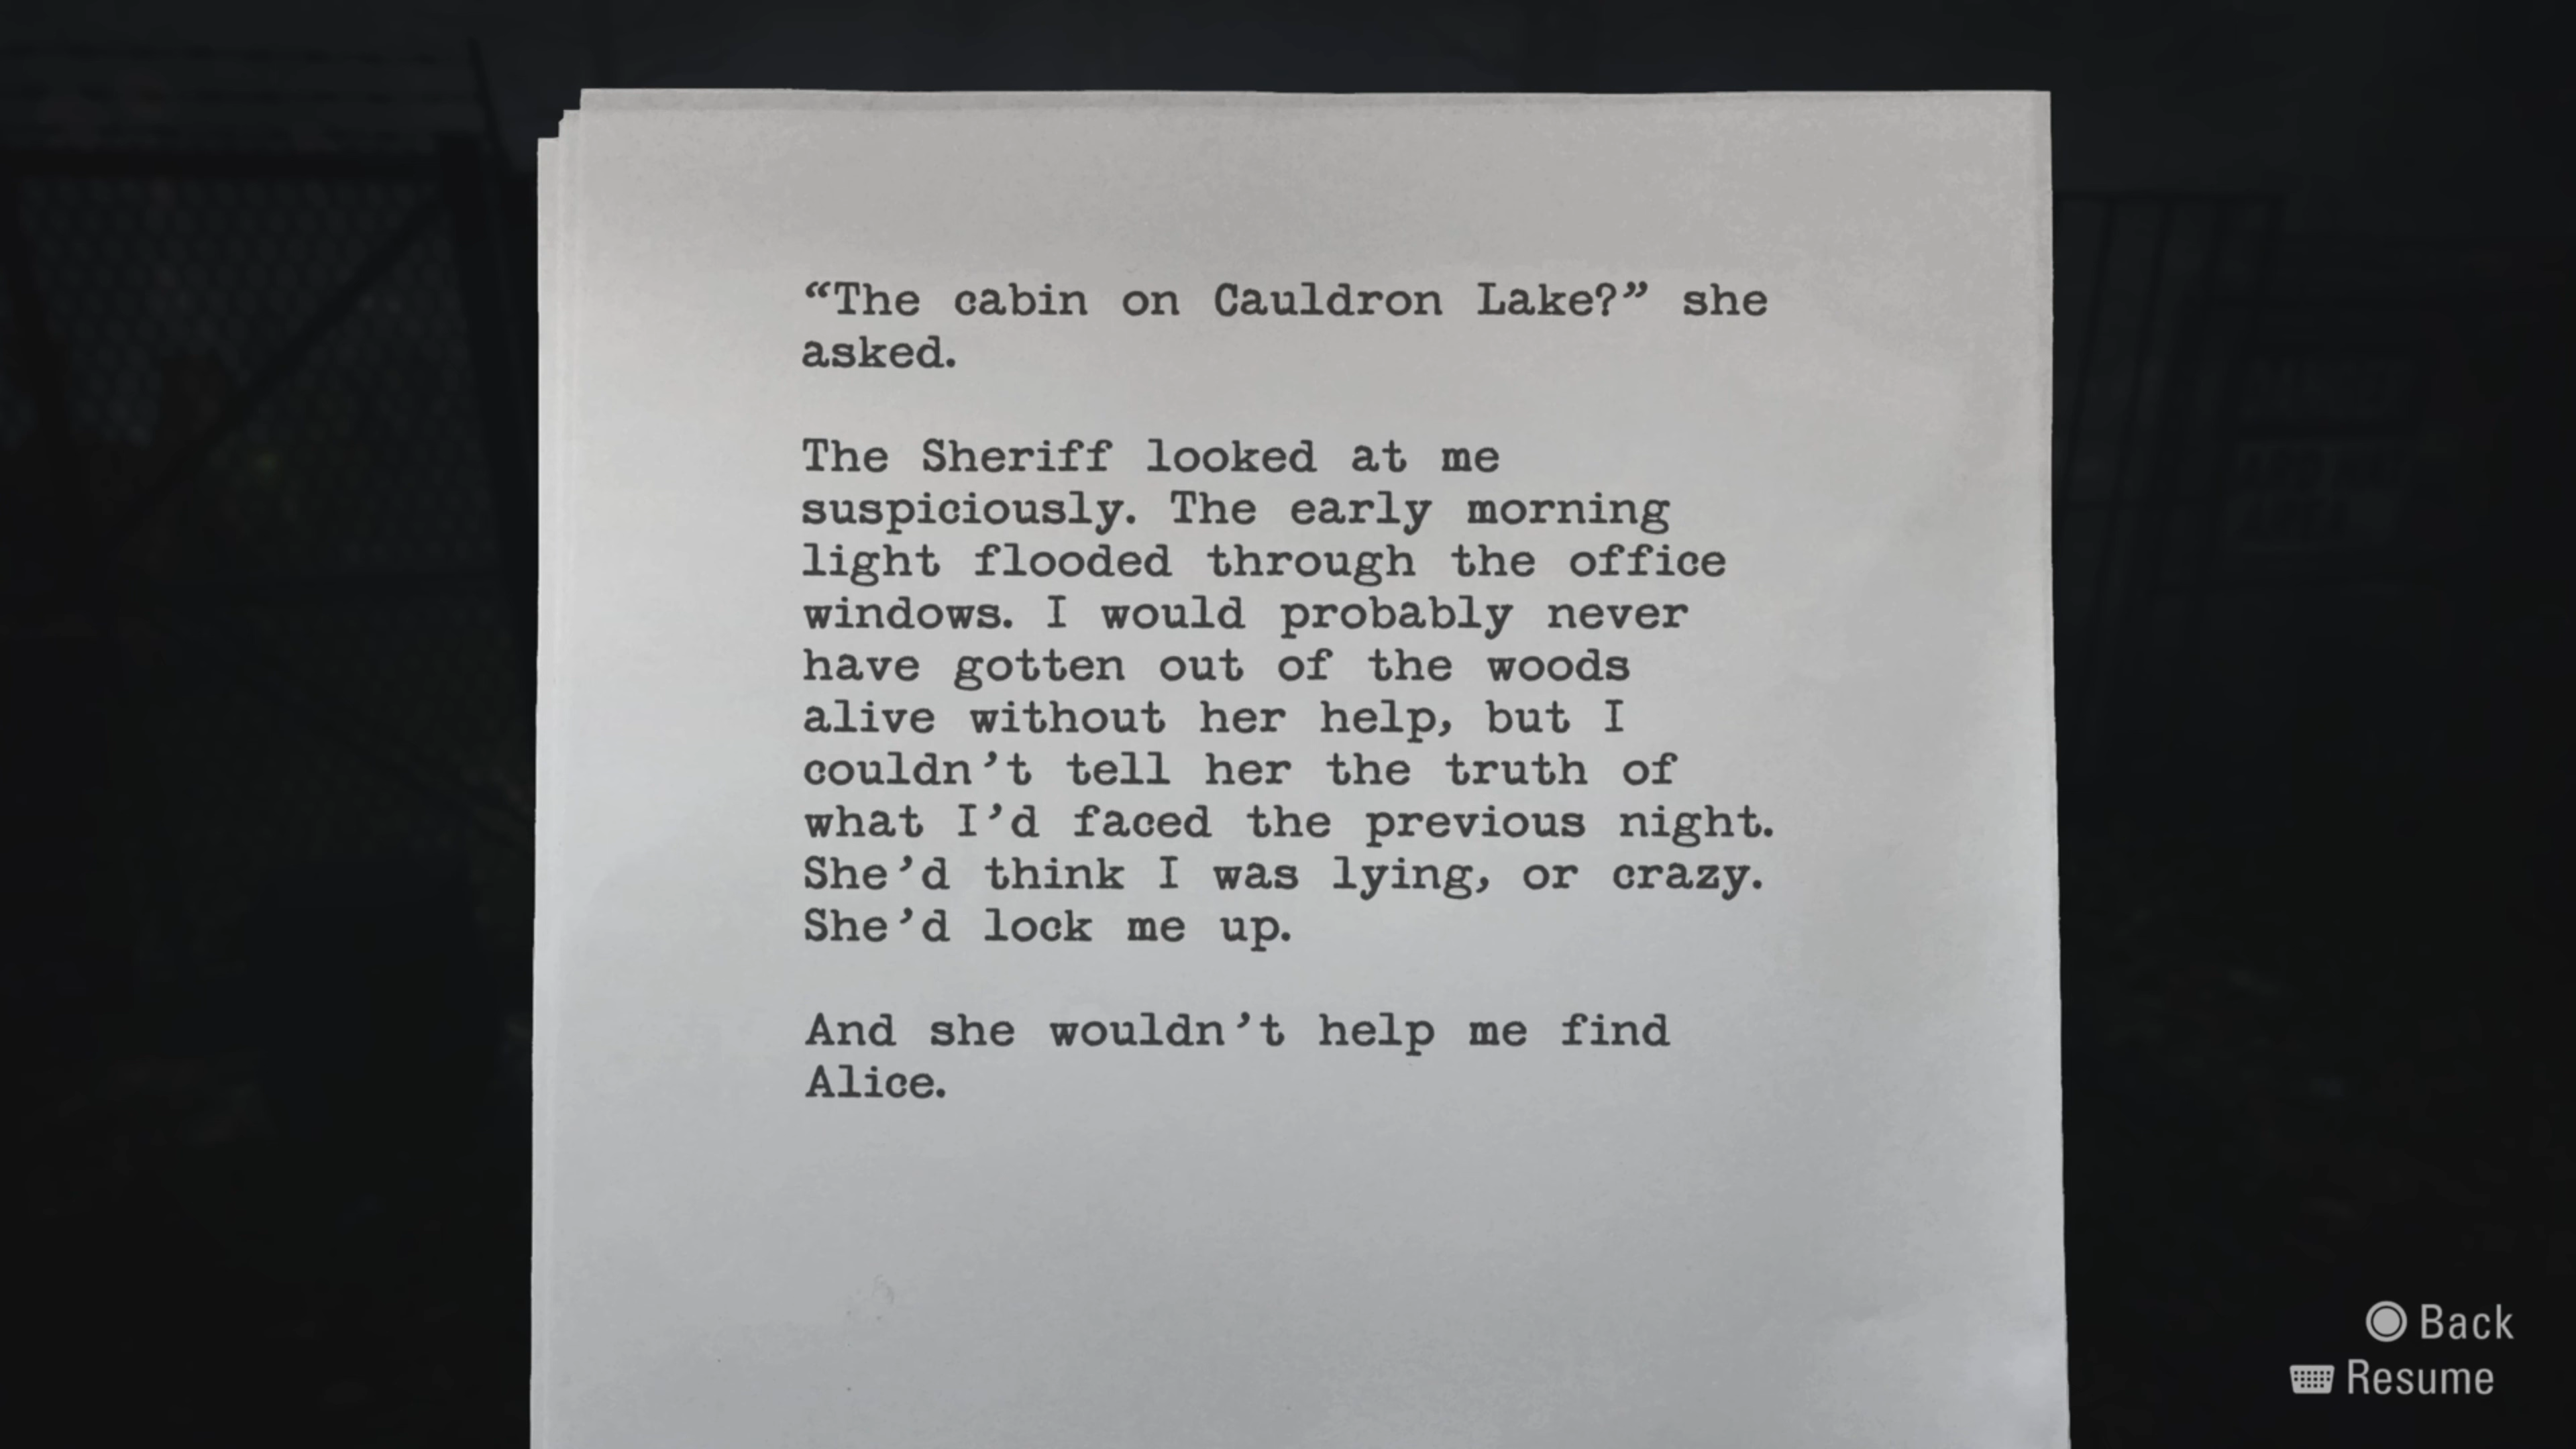 “The cabin on Cauldron Lake?” she
asked.
The Sheriff looked at me
suspiciously. The early morning
light flooded through the office
windows. I would probably never
have gotten out of the woods
alive without her help, but I
couldn’t tell her the truth of
what I’d faced the previous night.
She’d think I was lying, or crazy.
She’d lock me up.
And she wouldn’t help me find
Alice.
Back
Resume